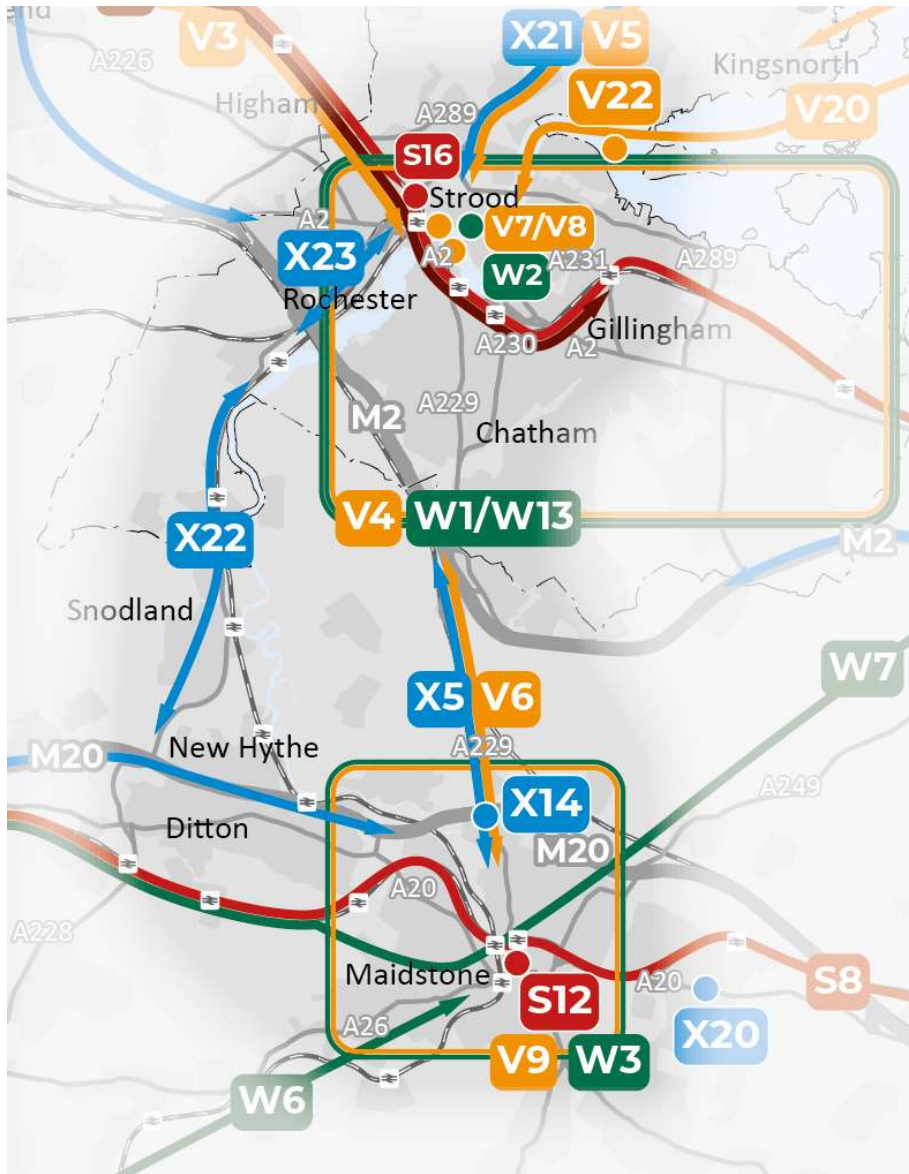 end
V3
X21
V5
A226
Kingsnorth
V22
Higham
A289
V20
S16
Strood
A2
V7/V8
X23
A2
A231
A289
W2
Rochester
Gillingham
A230
A2
M2
A229
Chatham
V4
W1/W13
X22
M2
Snodland
W7
X5
V6
New Hythe
A229
M20
A249
X14
Ditton
M20
A20
A228
Maidstone
S12
A20
S8
A26
X20
V9
W3
W6